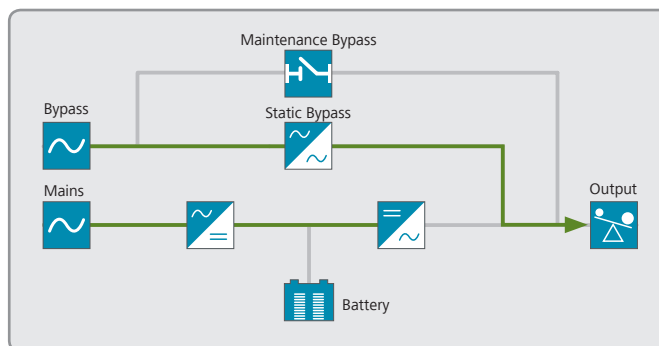 Maintenance Bypass
Bypass
Static Bypass
Mains
Output
Battery